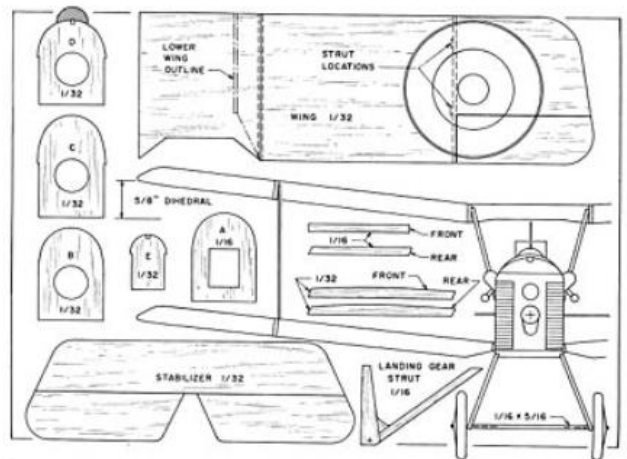 D
1/32
C
1/32
B
1/32
E
1/32
A
1/16
LOWER
WING
OUTLINE
STRUT
LOCATIONS
WING 1/32
5/8" DIHEDRAL
1/16
FRONT
REAR
1/32
FRONT
REAR
STABILIZER 1/32
LANDING GEAR
STRUT
1/16
1/16 x 5/16